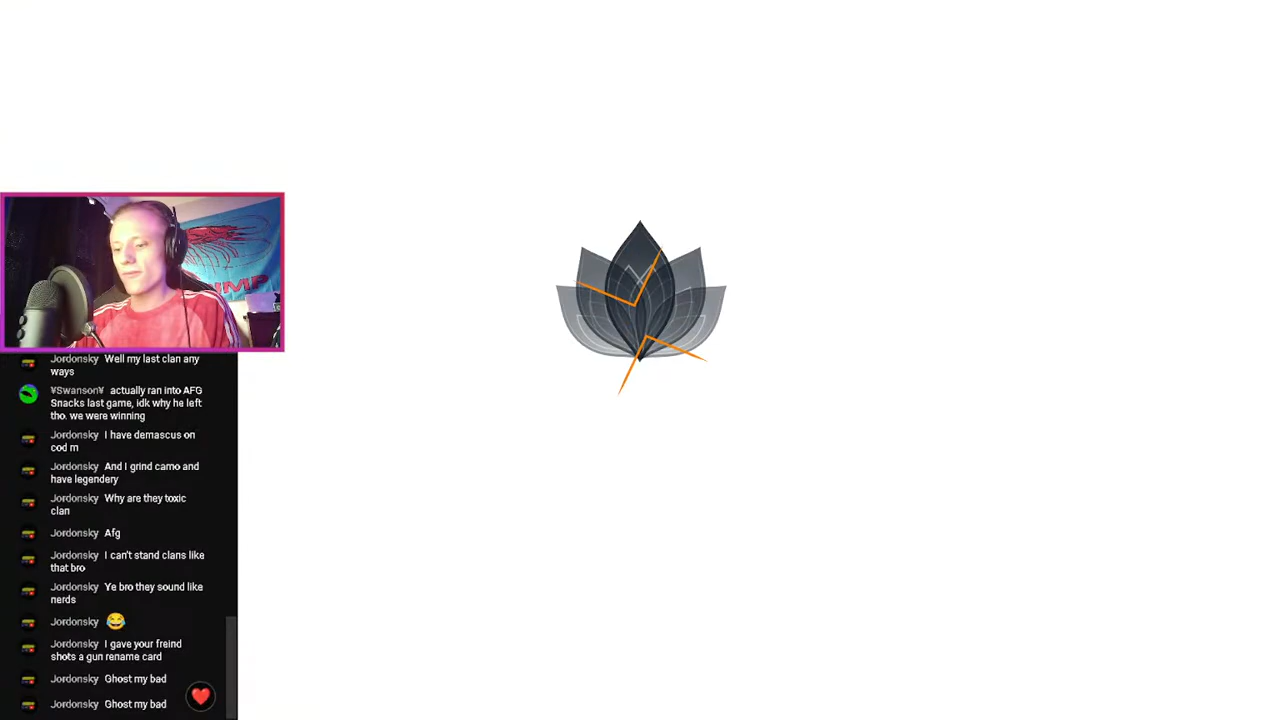 UMP
Jordonsky Well my last clan any
ways
¥Swanson¥ actually ran into AFG
Snacks last game, idk why he left
tho. we were winning
Jordonsky I have demascus on
cod m
Jordonsky And I grind camo and
have legendery
Jordonsky Why are they toxic
clan
Jordonsky Afg
Jordonsky I can't stand clans like
that bro
Jordonsky Ye bro they sound like
nerds
Jordonsky 😂
Jordonsky I gave your freind
shots a gun rename card
Jordonsky Ghost my bad
Jordonsky Ghost my bad